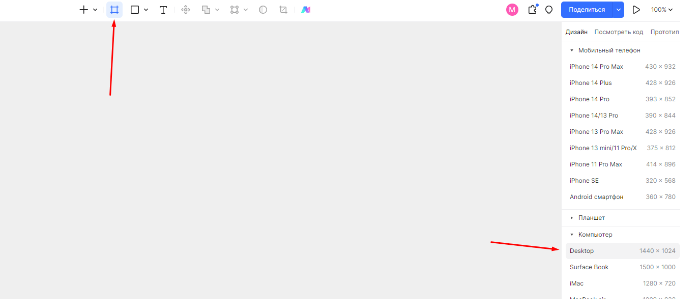 M Поделиться 100%
Дизайн Посмотреть код Прототип
Мобильный телефон
iPhone 14 Pro Max 430 × 932
iPhone 14 Plus 428 × 926
iPhone 14 Pro 393 × 852
iPhone 14/13 Pro 390 × 844
iPhone 13 Pro Max 428 × 926
iPhone 13 mini/11 Pro/X 375 × 812
iPhone 11 Pro Max 414 × 896
iPhone SE 320 × 568
Android смартфон 360 × 780
Планшет
Компьютер
Desktop 1440 × 1024
Surface Book 1500 × 1000
iMac 1280 × 720